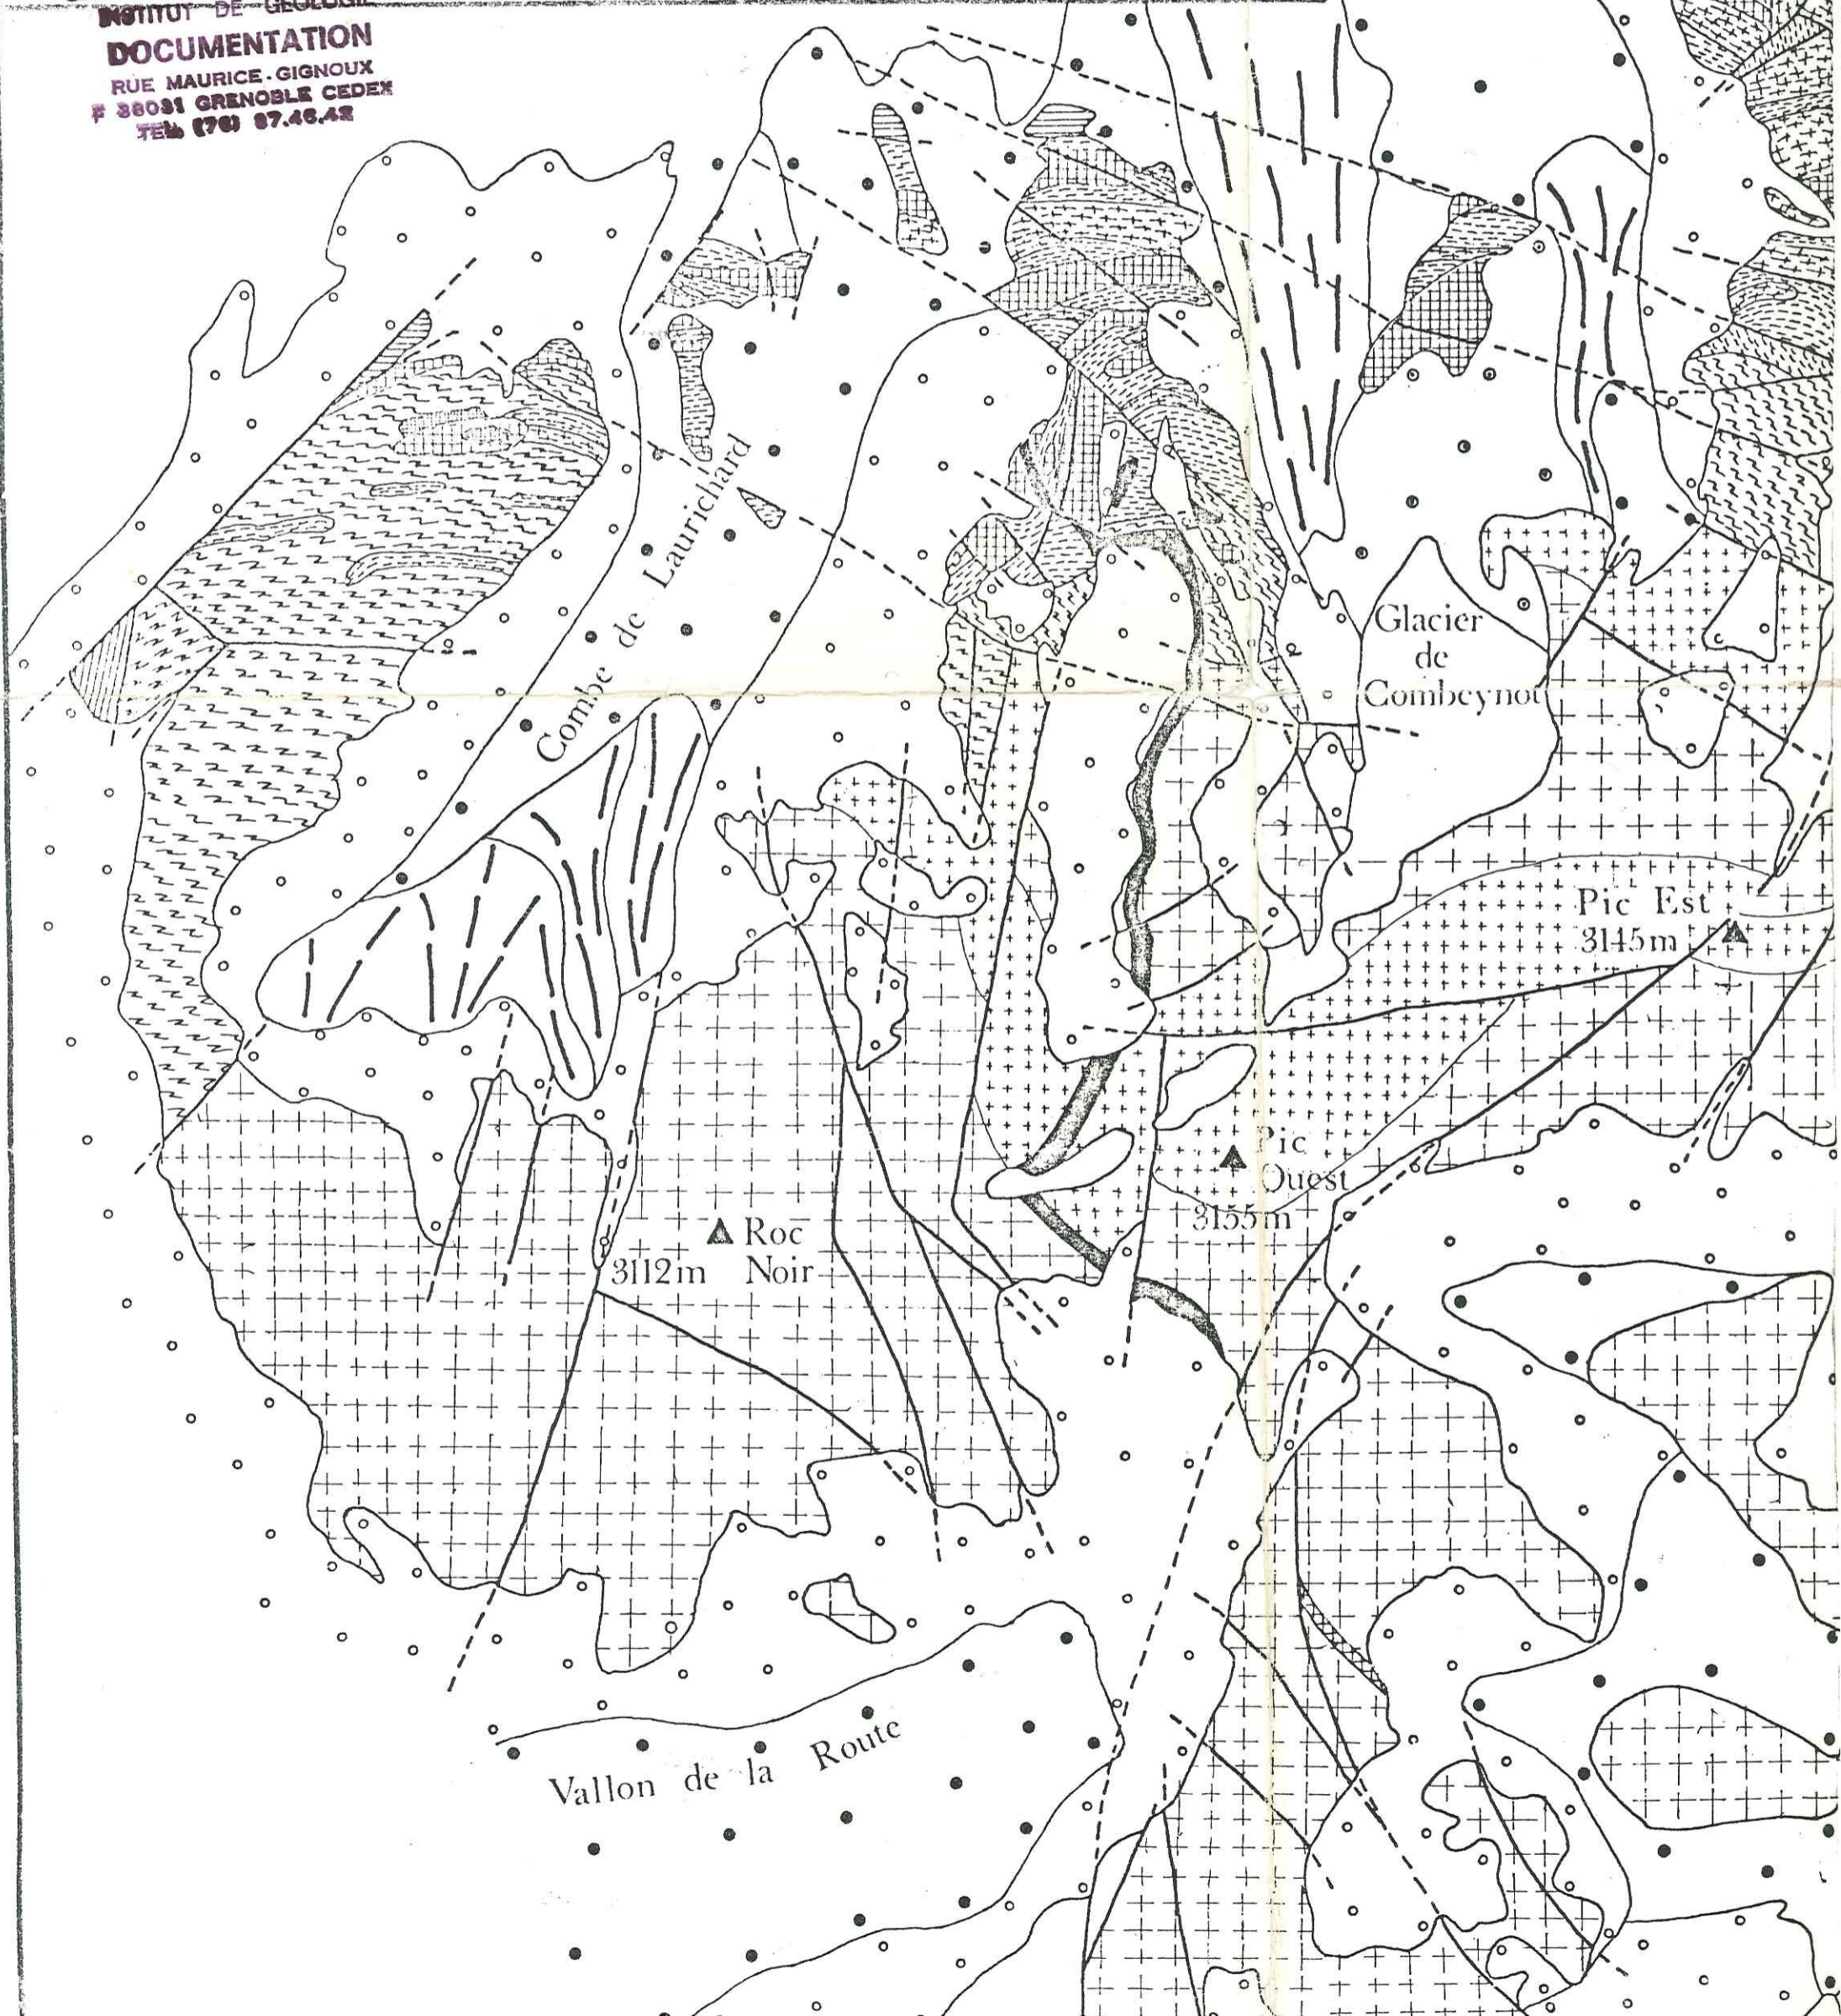 INSTITUT DE GEOLOGIE
DOCUMENTATION
RUE MAURICE-GIGNOUX
F 38031 GRENOBLE CEDEX
TEL. (76) 87.46.42
Combe de Laurichard
Glacier
de
Combeynot
Pic Est
3145m
Pic
Ouest
3155m
Roc
3112m Noir
Vallon de la Route